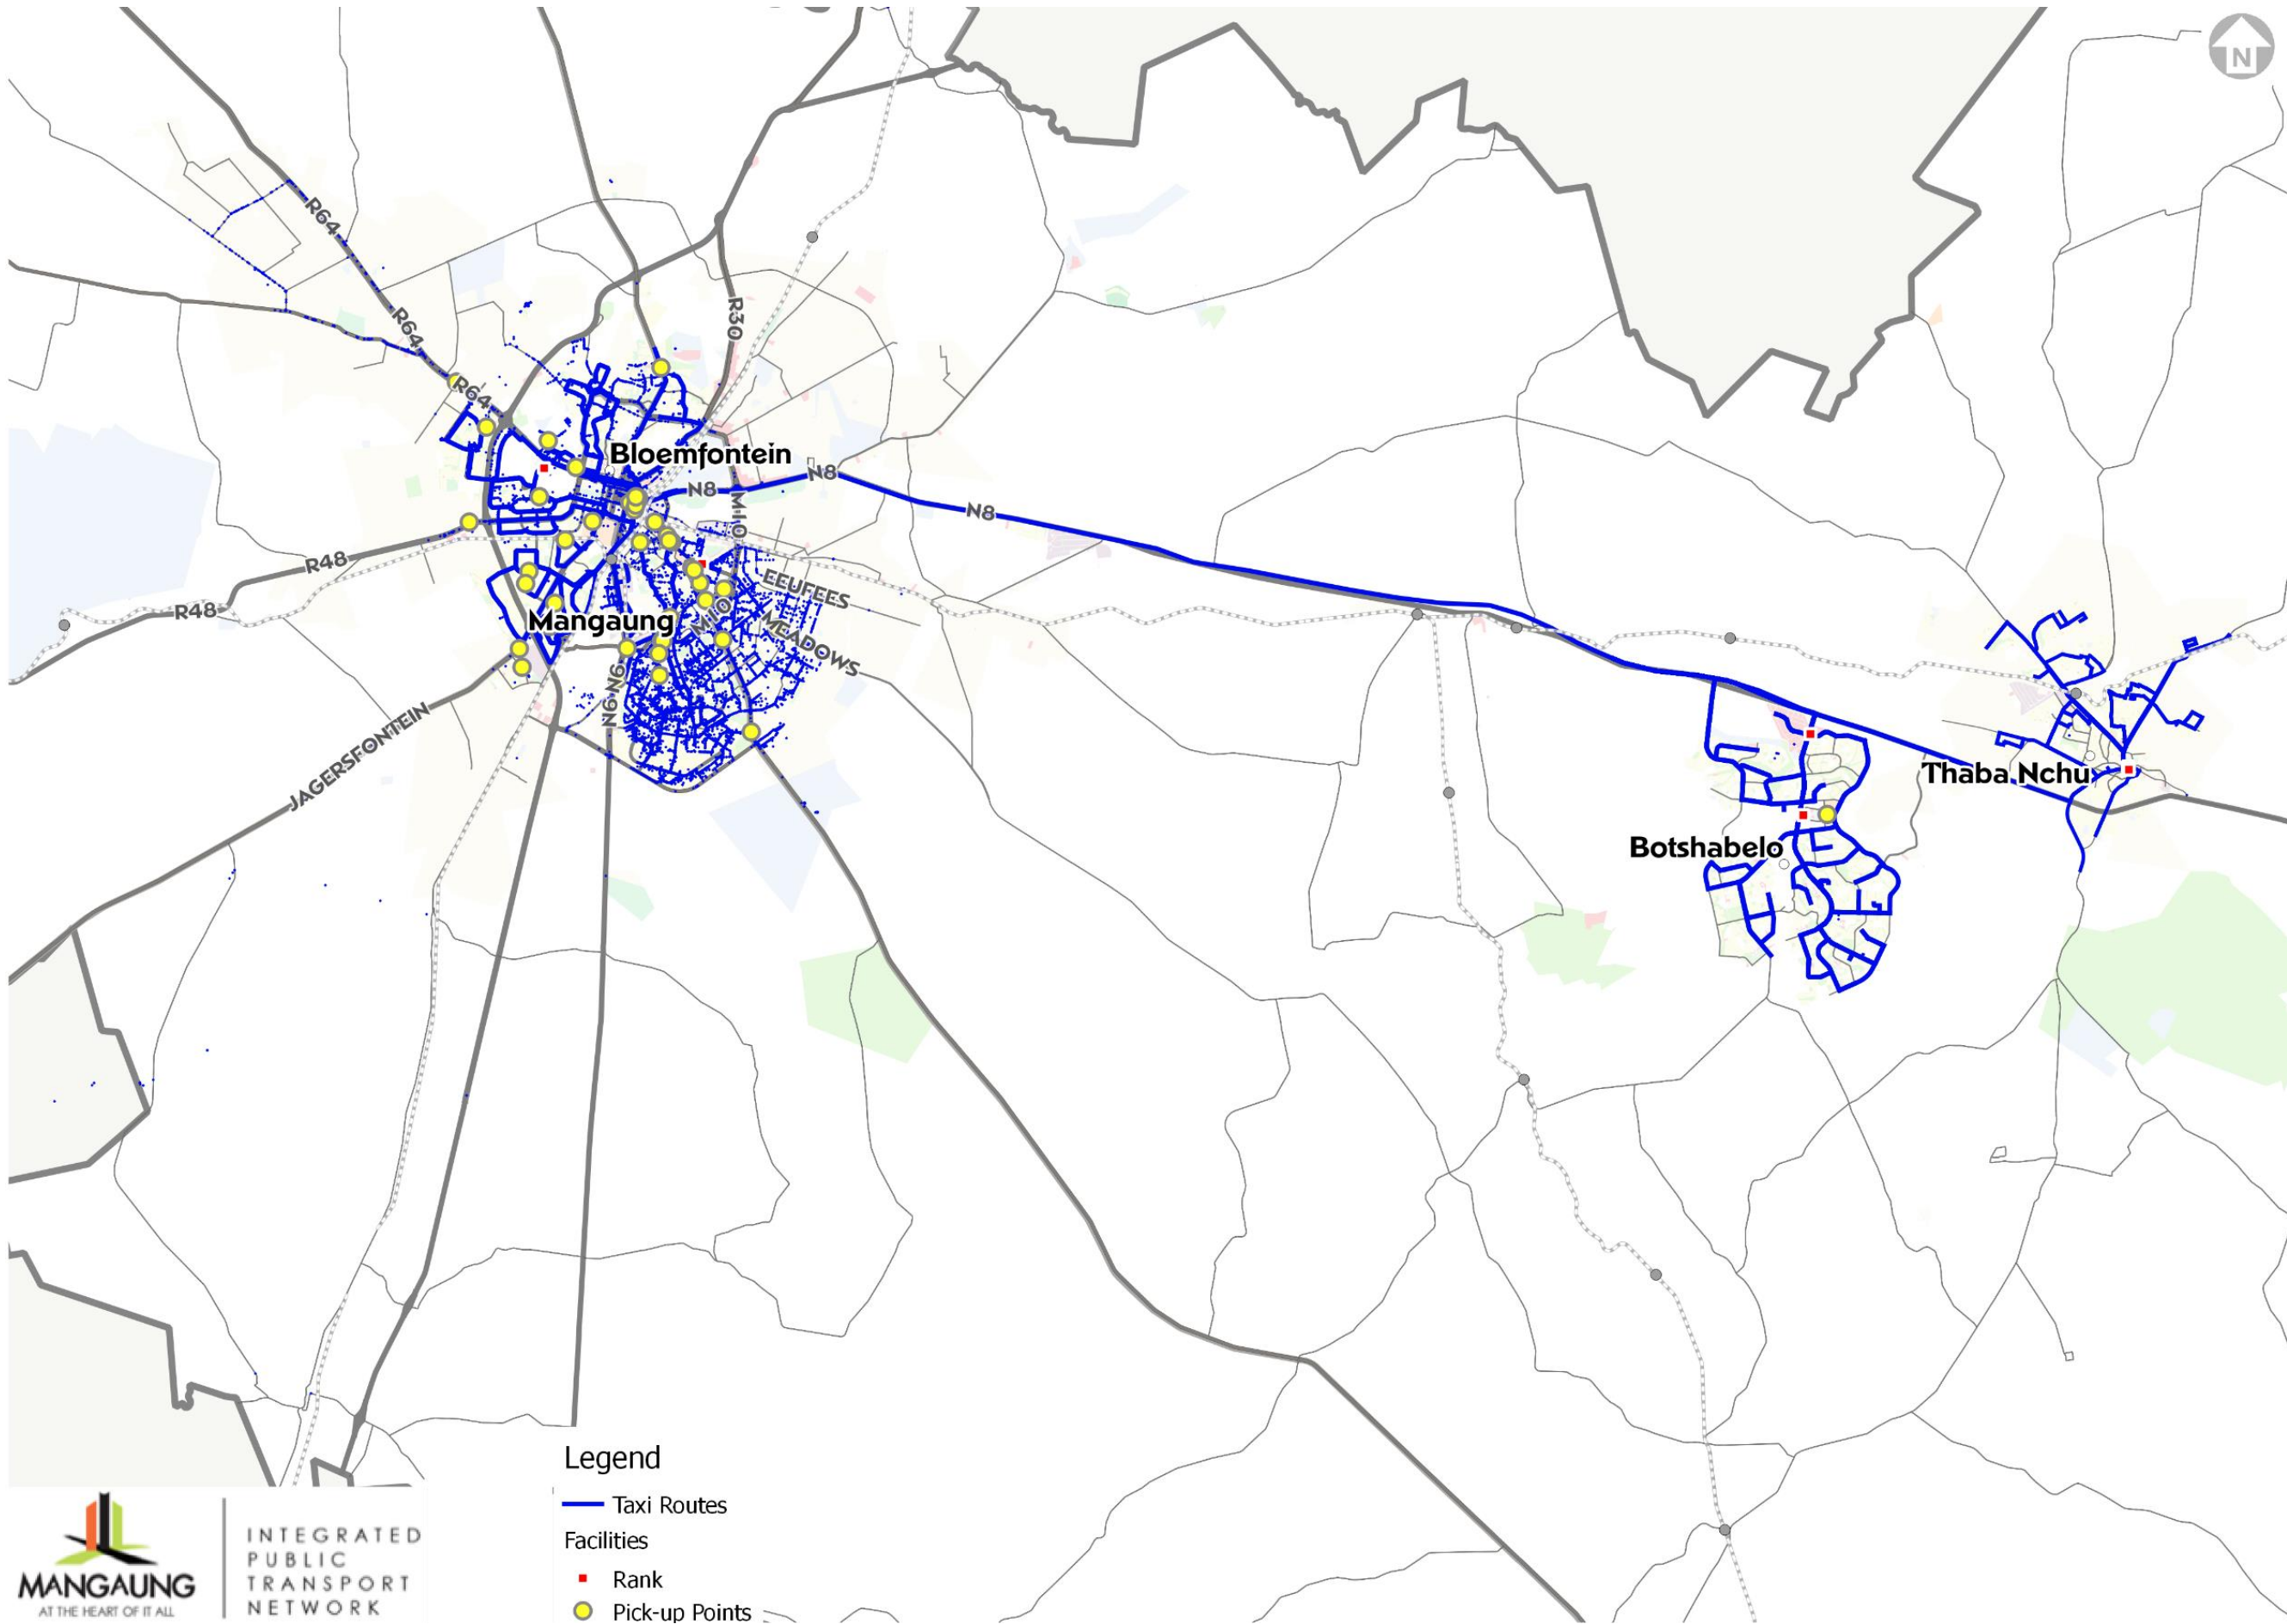 N
R64
R64
R64
R30
Bloemfontein
N8
N8
N8
M10
R48
R48
EEUFEES
M10
MEADOWS
Mangaung
N6
N6
JAGERSFONTEIN
Thaba Nchu
Botshabelo
Legend
Taxi Routes
Facilities
Rank
Pick-up Points
MANGAUNG
AT THE HEART OF IT ALL
INTEGRATED
PUBLIC
TRANSPORT
NETWORK